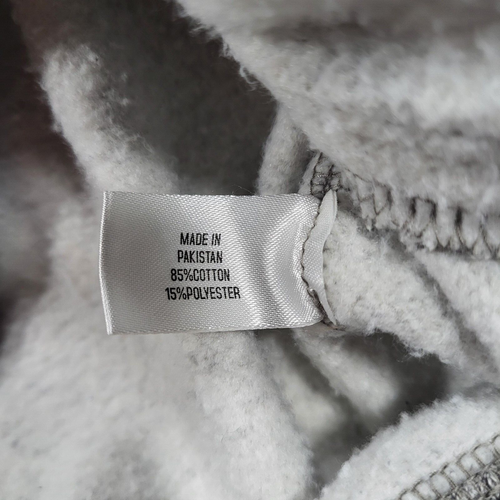 MADE IN
PAKISTAN
85%COTTON
15%POLYESTER